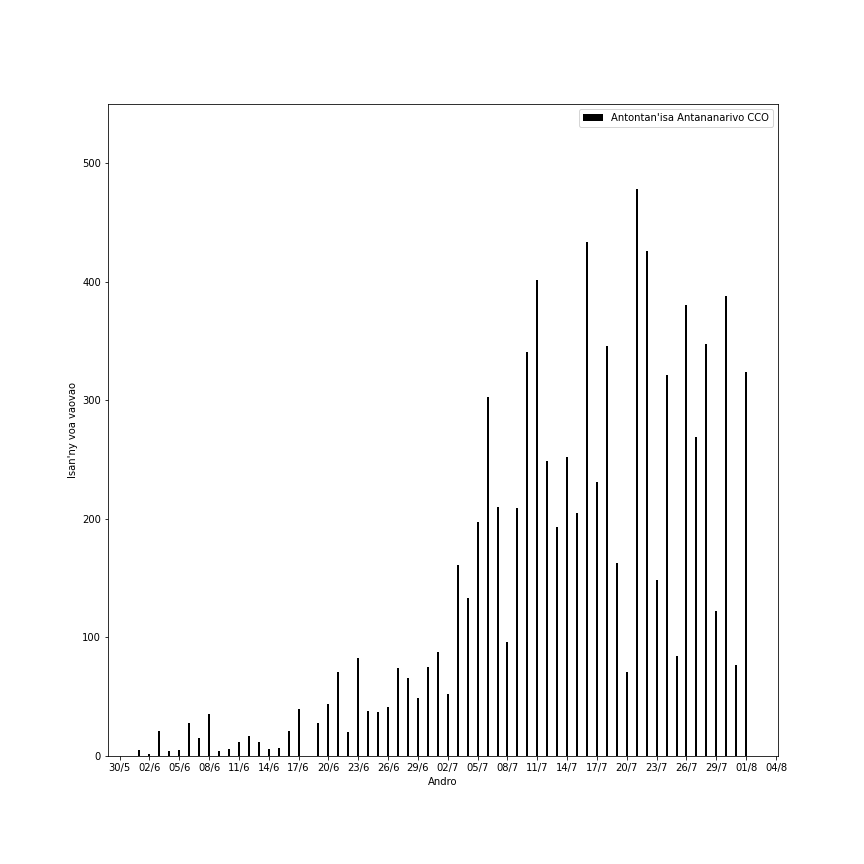 Antontan'isa Antananarivo CCO
500
400
300
200
100
0
Isan'ny voa vaovao
30/5 02/6 05/6 08/6 11/6 14/6 17/6 20/6 23/6 26/6 29/6 02/7 05/7 08/7 11/7 14/7 17/7 20/7 23/7 26/7 29/7 01/8 04/8
Andro